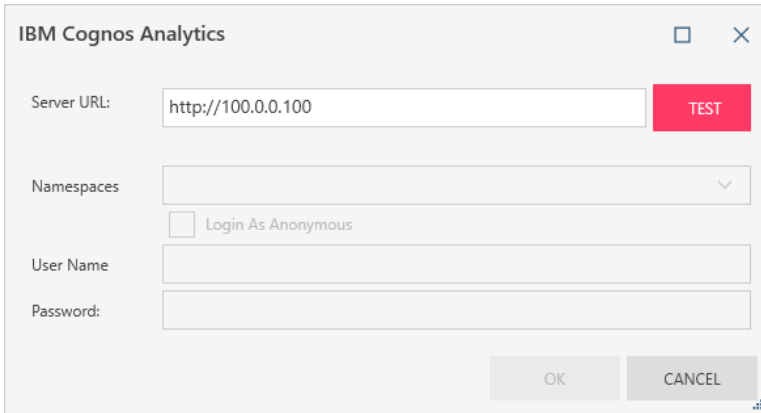 IBM Cognos Analytics
Server URL:
http://100.0.0.100
TEST
Namespaces
Login As Anonymous
User Name
Password:
OK
CANCEL